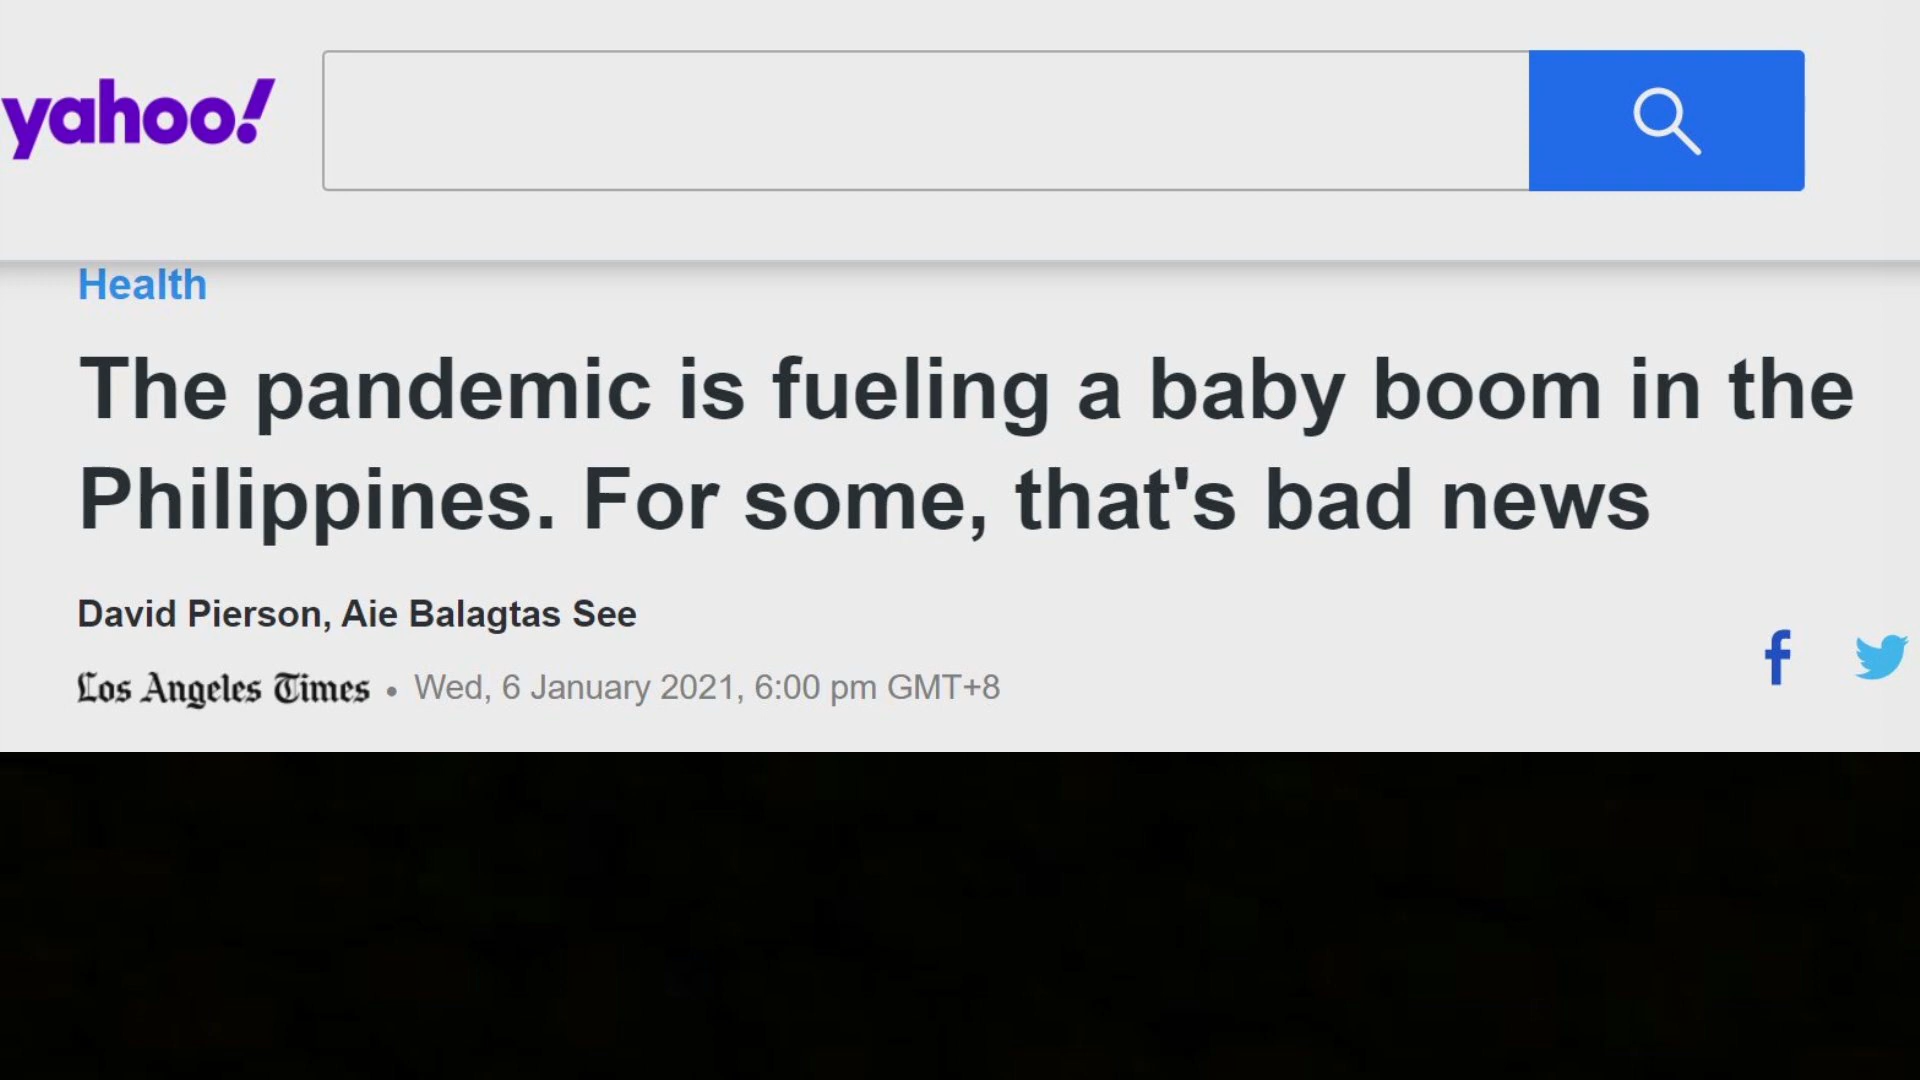 yahoo!
Health
The pandemic is fueling a baby boom in the
Philippines. For some, that's bad news
David Pierson, Aie Balagtas See
Los Angeles Times • Wed, 6 January 2021, 6:00 pm GMT+8